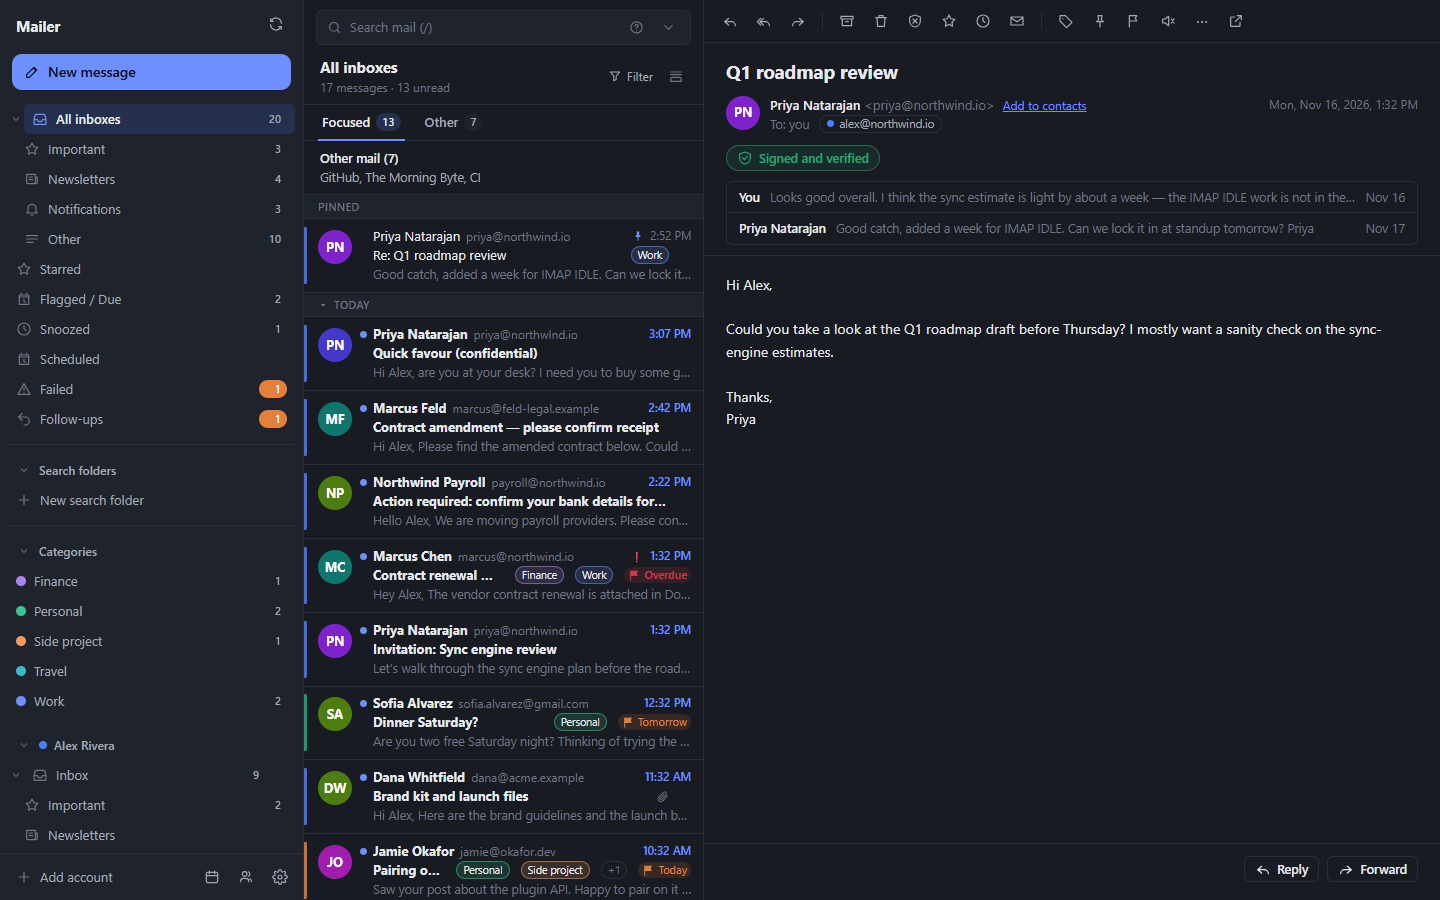 Mailer
New message
All inboxes 20
Important 3
Newsletters 4
Notifications 3
Other 10
Starred
Flagged / Due 2
Snoozed 1
Scheduled
Failed 1
Follow-ups 1
Search folders
New search folder
Categories
Finance 1
Personal 2
Side project 1
Travel
Work 2
Alex Rivera
Inbox 9
Important 2
Newsletters
Add account
Search mail (/)
All inboxes
17 messages · 13 unread
Filter
Focused 13 Other 7
Other mail (7)
GitHub, The Morning Byte, CI
PINNED
PN Priya Natarajan priya@northwind.io 2:52 PM
Re: Q1 roadmap review Work
Good catch, added a week for IMAP IDLE. Can we lock it...
TODAY
PN Priya Natarajan priya@northwlnd.io 3:07 PM
Quick favour (confidential)
Hi Alex, are you at your desk? I need you to buy some g...
MF Marcus Feld marcus@feld-legal.example 2:42 PM
Contract amendment — please confirm receipt
Hi Alex, Please find the amended contract below. Could ...
NP Northwind Payroll payroll@northwind.io 2:22 PM
Action required: confirm your bank details for...
Hello Alex, We are moving payroll providers. Please con...
MC Marcus Chen marcus@northwind.io 1:32 PM
Contract renewal ... Finance Work Overdue
Hey Alex, The vendor contract renewal is attached in Do...
PN Priya Natarajan priya@northwind.io 1:32 PM
Invitation: Sync engine review
Let's walk through the sync engine plan before the road...
SA Sofia Alvarez sofia.alvarez@gmail.com 12:32 PM
Dinner Saturday? Personal Tomorrow
Are you two free Saturday night? Thinking of trying the ...
DW Dana Whitfield dana@acme.example 11:32 AM
Brand kit and launch files
Hi Alex, Here are the brand guidelines and the launch b...
JO Jamie Okafor jamie@okafor.dev 10:32 AM
Pairing o... Personal Side project +1 Today
Saw your post about the plugin API. Happy to pair on it ...
Q1 roadmap review
PN Priya Natarajan <priya@northwind.io> Add to contacts Mon, Nov 16, 2026, 1:32 PM
To: you alex@northwind.io
Signed and verified
You Looks good overall. I think the sync estimate is light by about a week — the IMAP IDLE work is not in the... Nov 16
Priya Natarajan Good catch, added a week for IMAP IDLE. Can we lock it in at standup tomorrow? Priya Nov 17
Hi Alex,
Could you take a look at the Q1 roadmap draft before Thursday? I mostly want a sanity check on the sync-
engine estimates.
Thanks,
Priya
Reply Forward